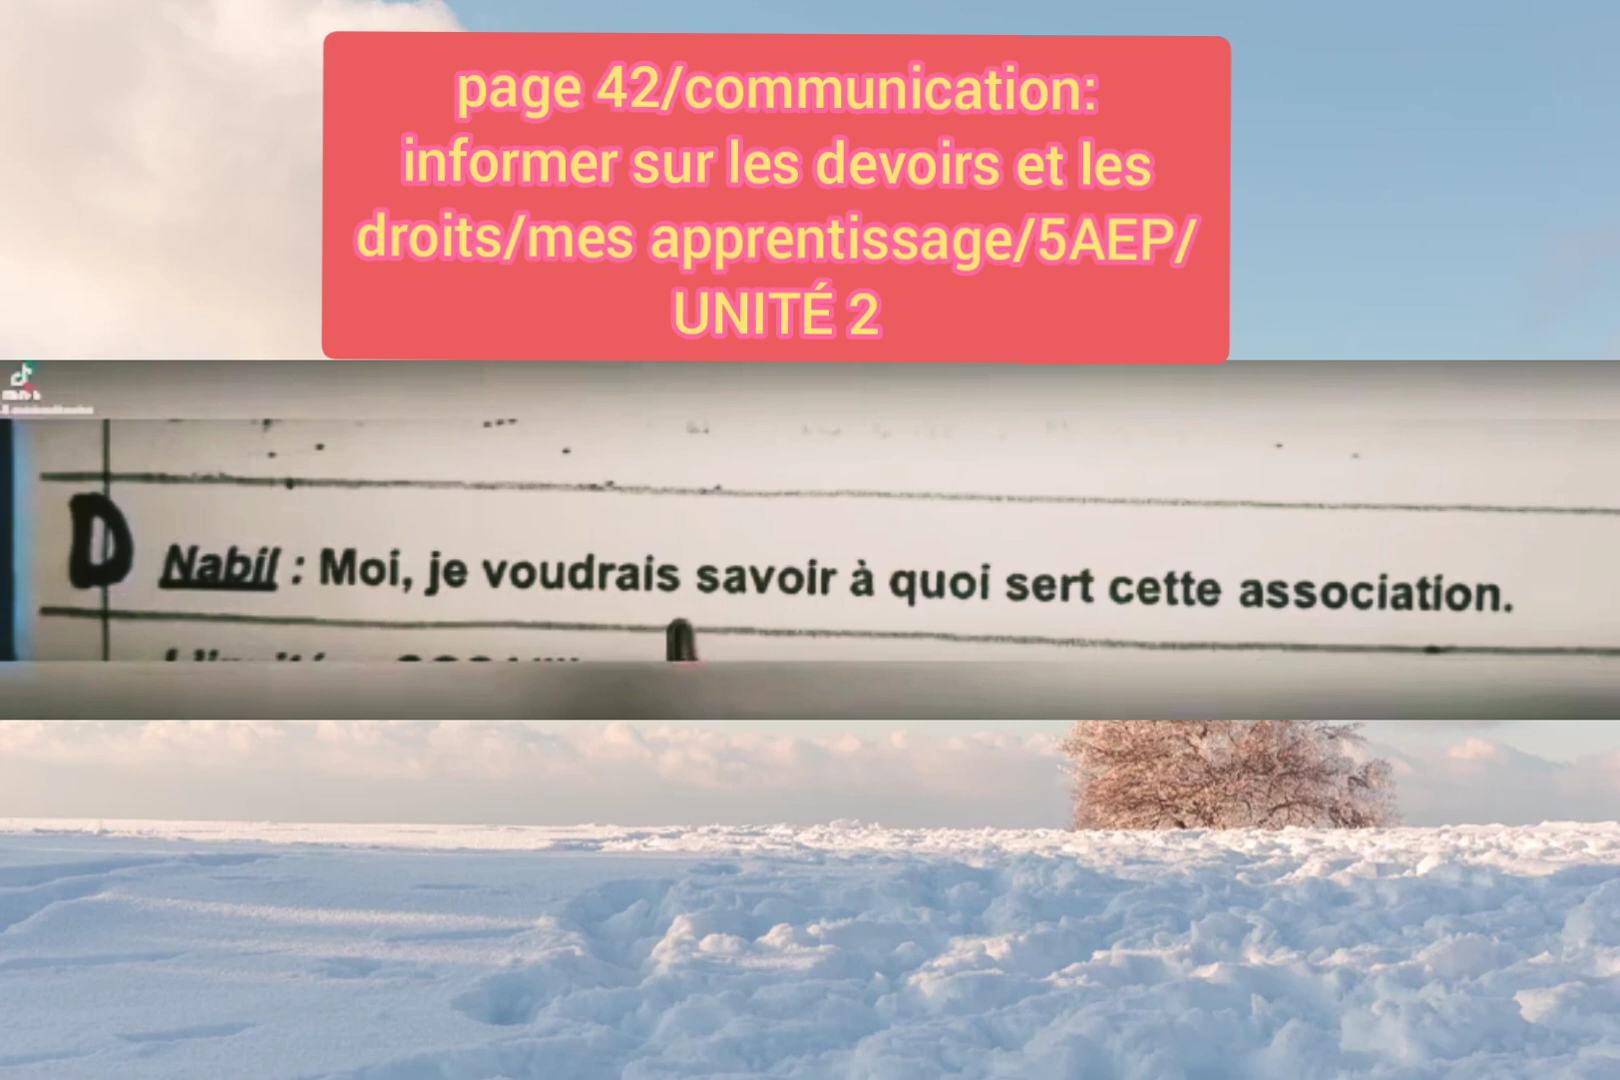 page 42/communication:
informer sur les devoirs et les
droits/mes apprentissage/5AEP/
UNITÉ 2
D
Nabil : Moi, je voudrais savoir à quoi sert cette association.